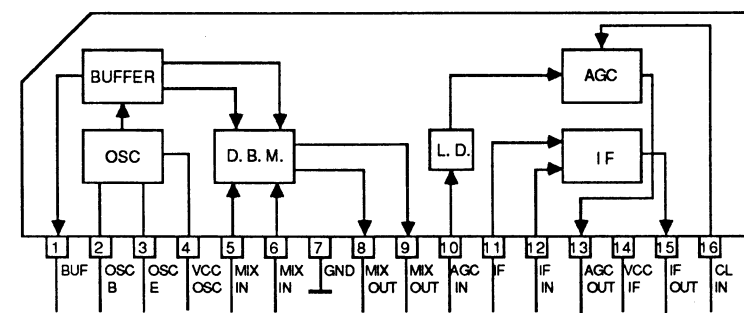 BUFFER
AGC
OSC
D. B. M.
L. D.
I F
1 2 3 4 5 6 7 8 9 10 11 12 13 14 15 16
BUF
OSC
B
OSC
E
VCC
OSC
MIX
IN
MIX
IN
GND
MIX
OUT
MIX
OUT
AGC
IN
IF
IF
IN
AGC
OUT
VCC
IF
IF
OUT
CL
IN